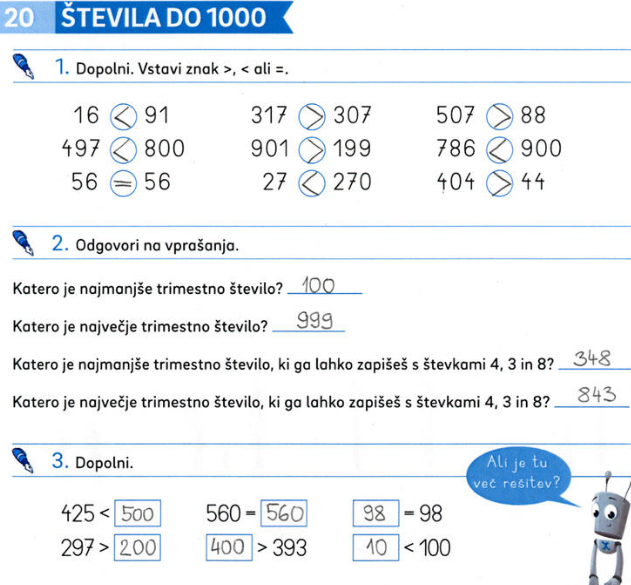 20 ŠTEVILA DO 1000
1. Dopolni. Vstavi znak >, < ali =.
16 < 91 317 > 307 507 > 88
497 < 800 901 > 199 786 < 900
56 = 56 27 < 270 404 > 44
2. Odgovori na vprašanja.
Katero je najmanjše trimestno število? 100
Katero je največje trimestno število? 999
Katero je najmanjše trimestno število, ki ga lahko zapišeš s števkami 4, 3 in 8? 348
Katero je največje trimestno število, ki ga lahko zapišeš s števkami 4, 3 in 8? 843
3. Dopolni.
Ali je tu
več rešitev?
425 < 500 560 = 560 98 = 98
297 > 200 400 > 393 10 < 100